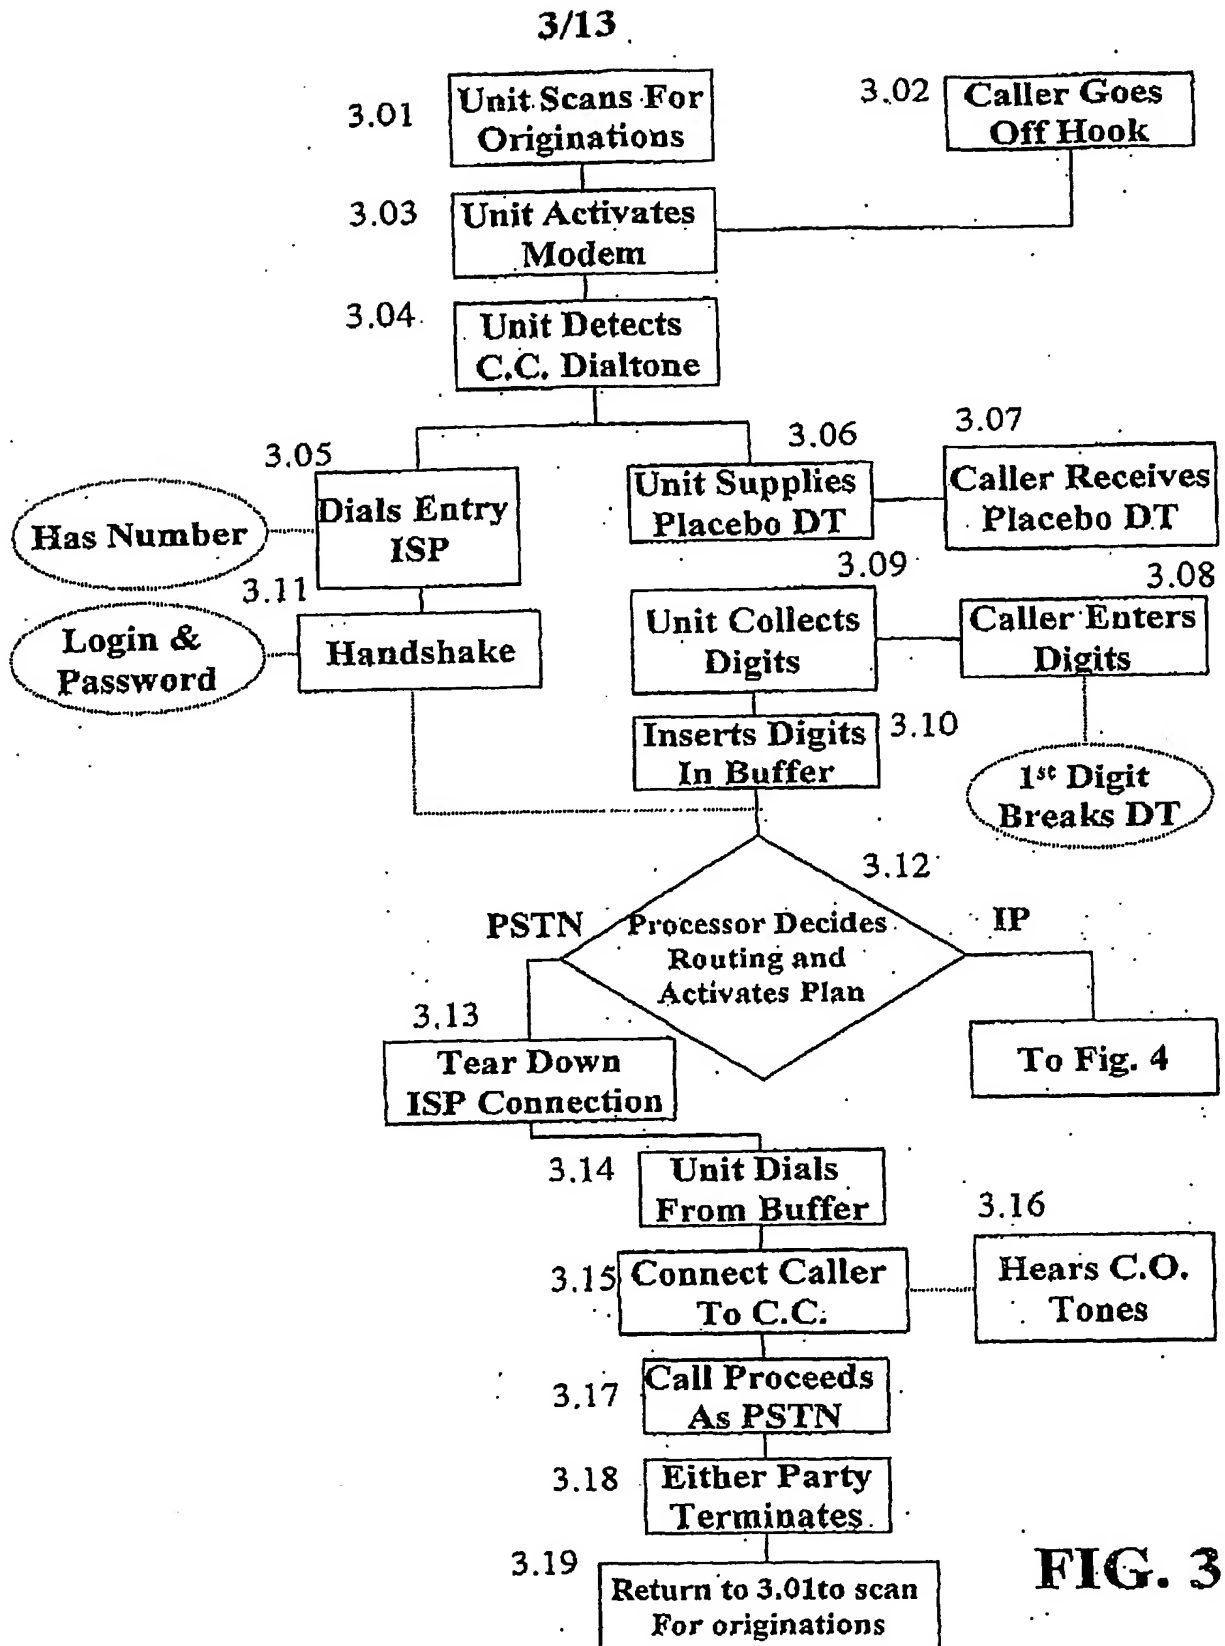 3/13
3.01
Unit Scans For
Originations
3.02
Caller Goes
Off Hook
3.03
Unit Activates
Modem
3.04
Unit Detects
C.C. Dialtone
3.05
Dials Entry
ISP
Has Number
3.06
Unit Supplies
Placebo DT
3.07
Caller Receives
Placebo DT
3.11
Handshake
Login &
Password
3.09
Unit Collects
Digits
3.08
Caller Enters
Digits
Inserts Digits
In Buffer
3.10
1st Digit
Breaks DT
3.12
PSTN
Processor Decides
Routing and
Activates Plan
IP
3.13
Tear Down
ISP Connection
To Fig. 4
3.14
Unit Dials
From Buffer
3.15
Connect Caller
To C.C.
3.16
Hears C.O.
Tones
3.17
Call Proceeds
As PSTN
3.18
Either Party
Terminates
3.19
Return to 3.01to scan
For originations
FIG. 3